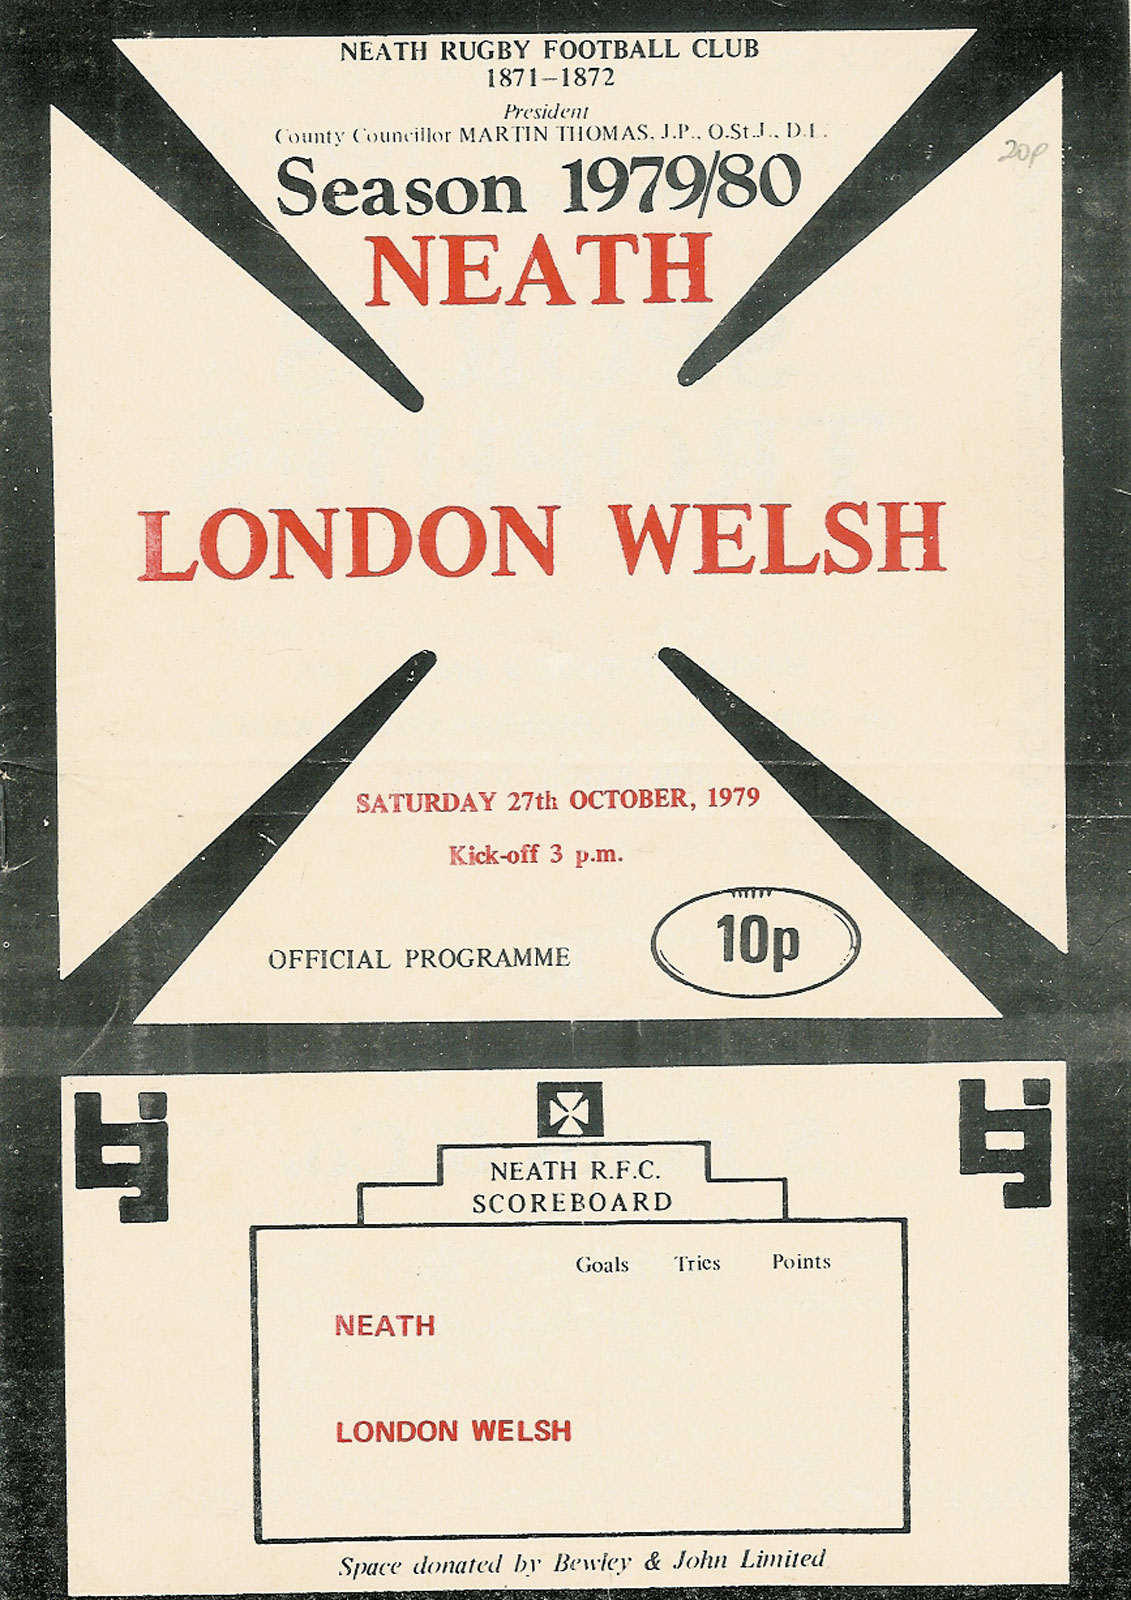 NEATH RUGBY FOOTBALL CLUB
1871–1872
President
County Councillor MARTIN THOMAS, J.P., O.St.J., D.L.
20p
Season 1979/80
NEATH
LONDON WELSH
SATURDAY 27th OCTOBER, 1979
Kick-off 3 p.m.
OFFICIAL PROGRAMME
10p
NEATH R.F.C.
SCOREBOARD
Goals Tries Points
NEATH
LONDON WELSH
Space donated by Bewley & John Limited